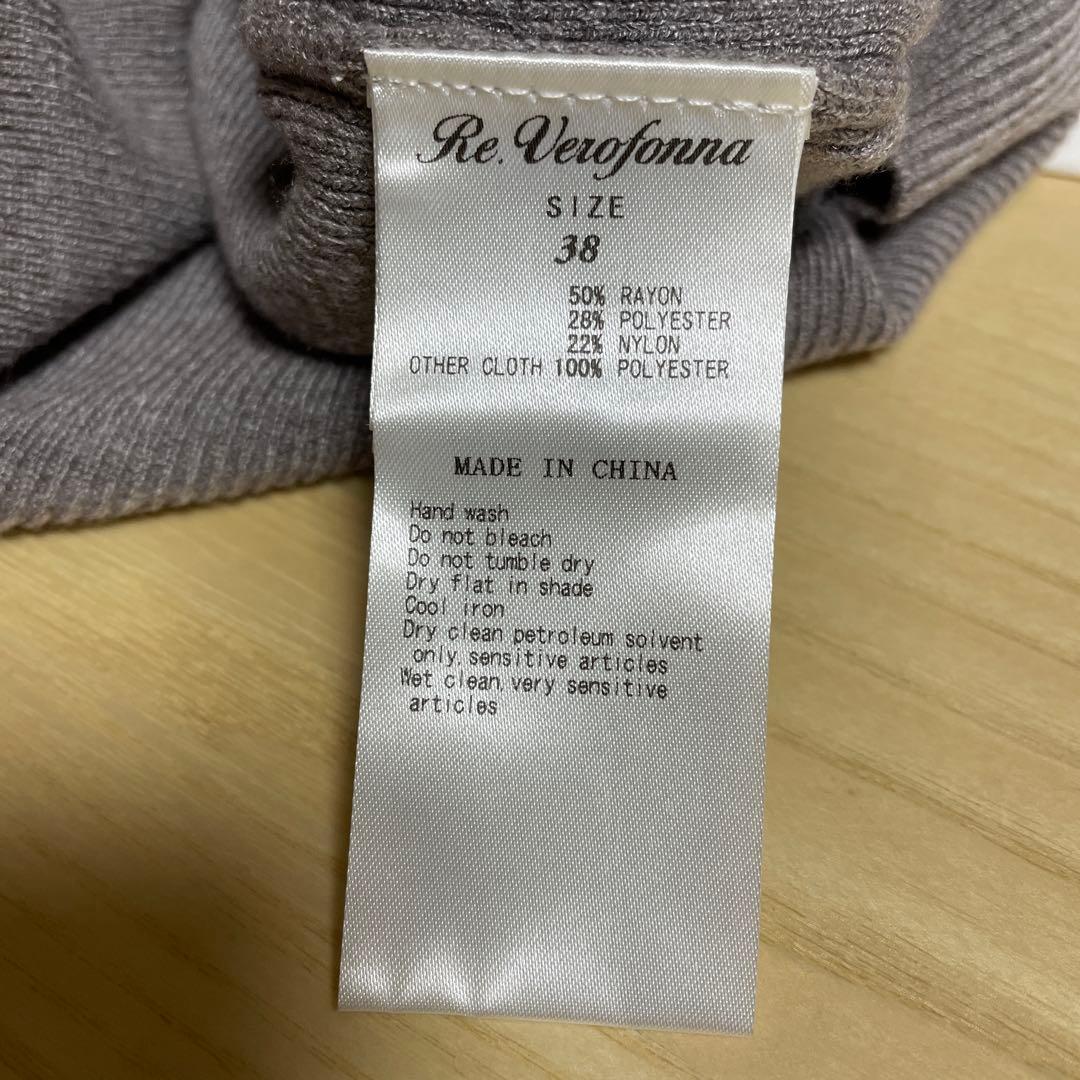 Re. Verofonna
SIZE
38
50% RAYON
28% POLYESTER
22% NYLON
OTHER CLOTH 100% POLYESTER
MADE IN CHINA
Hand wash
Do not bleach
Do not tumble dry
Dry flat in shade
Cool iron
Dry clean petroleum solvent
only, sensitive articles
Wet clean, very sensitive
articles